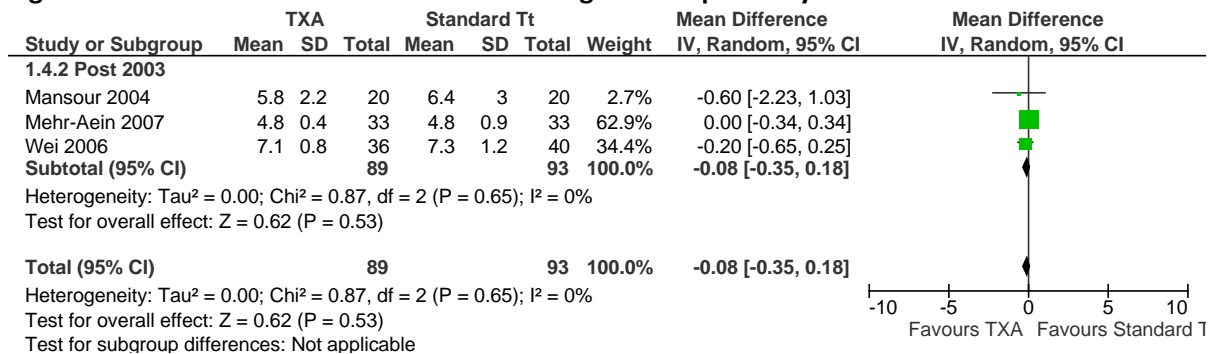 TXA Standard Tt Mean Difference Mean Difference
Study or Subgroup Mean SD Total Mean SD Total Weight IV, Random, 95% CI IV, Random, 95% CI
1.4.2 Post 2003
Mansour 2004 5.8 2.2 20 6.4 3 20 2.7% -0.60 [-2.23, 1.03]
Mehr-Aein 2007 4.8 0.4 33 4.8 0.9 33 62.9% 0.00 [-0.34, 0.34]
Wei 2006 7.1 0.8 36 7.3 1.2 40 34.4% -0.20 [-0.65, 0.25]
Subtotal (95% CI) 89 93 100.0% -0.08 [-0.35, 0.18]
Heterogeneity: Tau² = 0.00; Chi² = 0.87, df = 2 (P = 0.65); I² = 0%
Test for overall effect: Z = 0.62 (P = 0.53)
Total (95% CI) 89 93 100.0% -0.08 [-0.35, 0.18]
Heterogeneity: Tau² = 0.00; Chi² = 0.87, df = 2 (P = 0.65); I² = 0%
Test for overall effect: Z = 0.62 (P = 0.53)
Test for subgroup differences: Not applicable
-10 -5 0 5 10
Favours TXA Favours Standard T